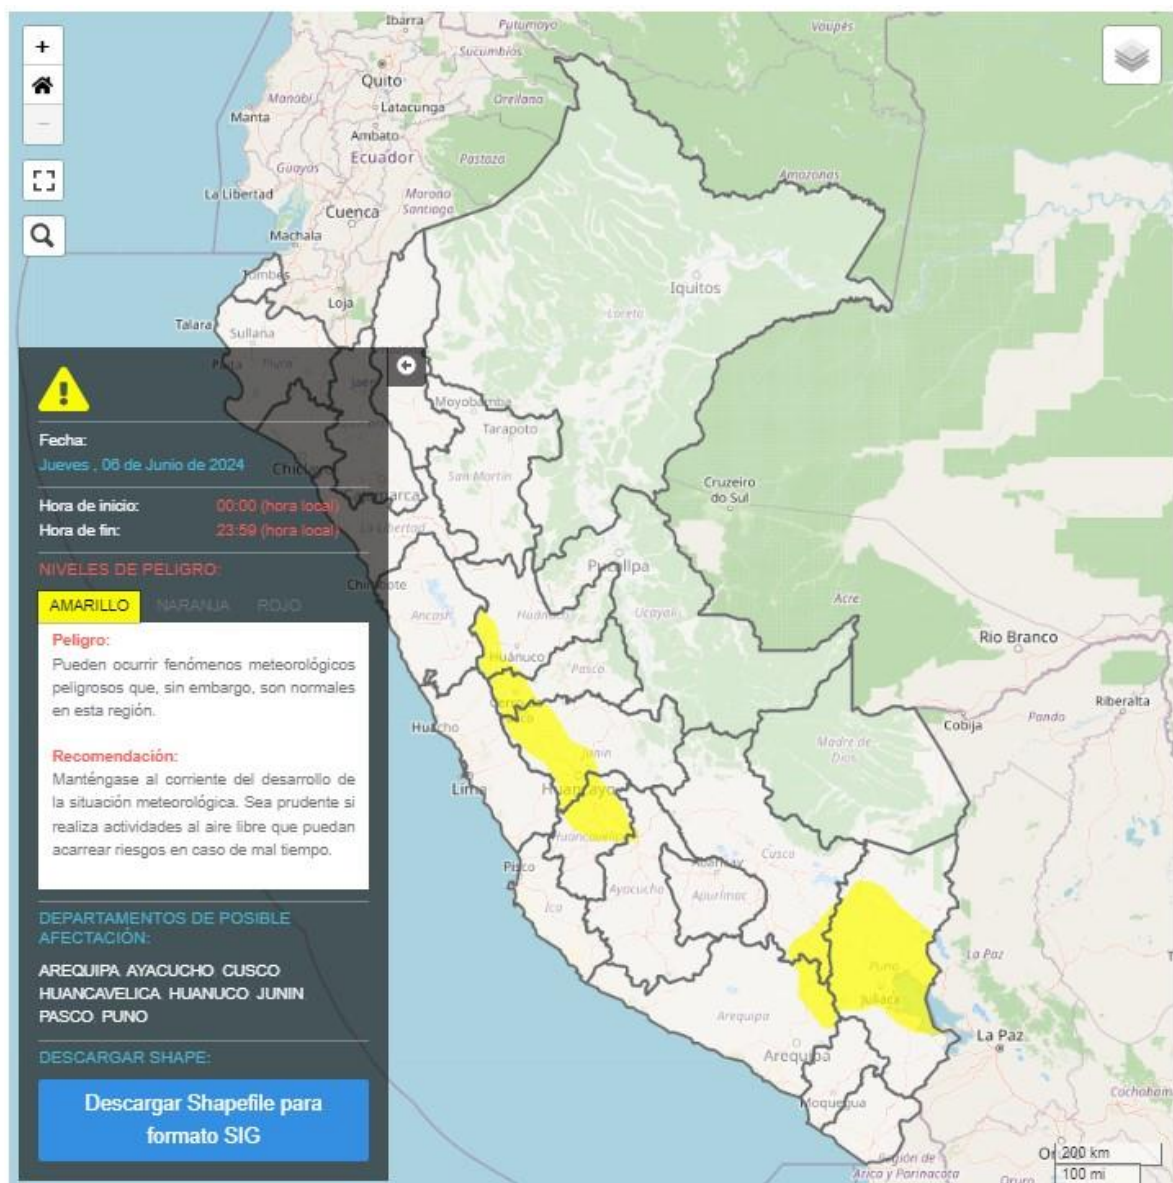 +
−
Ibarra
Putumayo
Vaupés
Sucumbíos
Quito
Orellana
Manabí
Latacunga
Manta
Ambato
Ecuador
Pastaza
Guayas
La Libertad
Morona
Santiago
Amazonas
Cuenca
Machala
Tumbes
Iquitos
Loja
Loreto
Talara
Sullana
Paita
Piura
Jaén
Moyobamba
Tarapoto
San Martín
Cruzeiro
do Sul
La Libertad
Chimbote
Pucallpa
Ancash
Huánuco
Ucayali
Acre
Rio Branco
Huánuco
Pasco
Riberalta
Pando
Cobija
Huacho
Junín
Madre de
Dios
Lima
Huancayo
Huancavelica
Pisco
Abancay
Cusco
Ayacucho
Apurímac
Ica
Puno
La Paz
Juliaca
Arequipa
La Paz
Arequipa
Moquegua
Cochabam
Región de
Arica y Parinacota
Oruro
200 km
100 mi
Fecha:
Jueves , 06 de Junio de 2024
Hora de inicio: 00:00 (hora local)
Hora de fin: 23:59 (hora local)
NIVELES DE PELIGRO:
AMARILLO NARANJA ROJO
Peligro:
Pueden ocurrir fenómenos meteorológicos
peligrosos que, sin embargo, son normales
en esta región.
Recomendación:
Manténgase al corriente del desarrollo de
la situación meteorológica. Sea prudente si
realiza actividades al aire libre que puedan
acarrear riesgos en caso de mal tiempo.
DEPARTAMENTOS DE POSIBLE
AFECTACIÓN:
AREQUIPA AYACUCHO CUSCO
HUANCAVELICA HUANUCO JUNIN
PASCO PUNO
DESCARGAR SHAPE:
Descargar Shapefile para
formato SIG